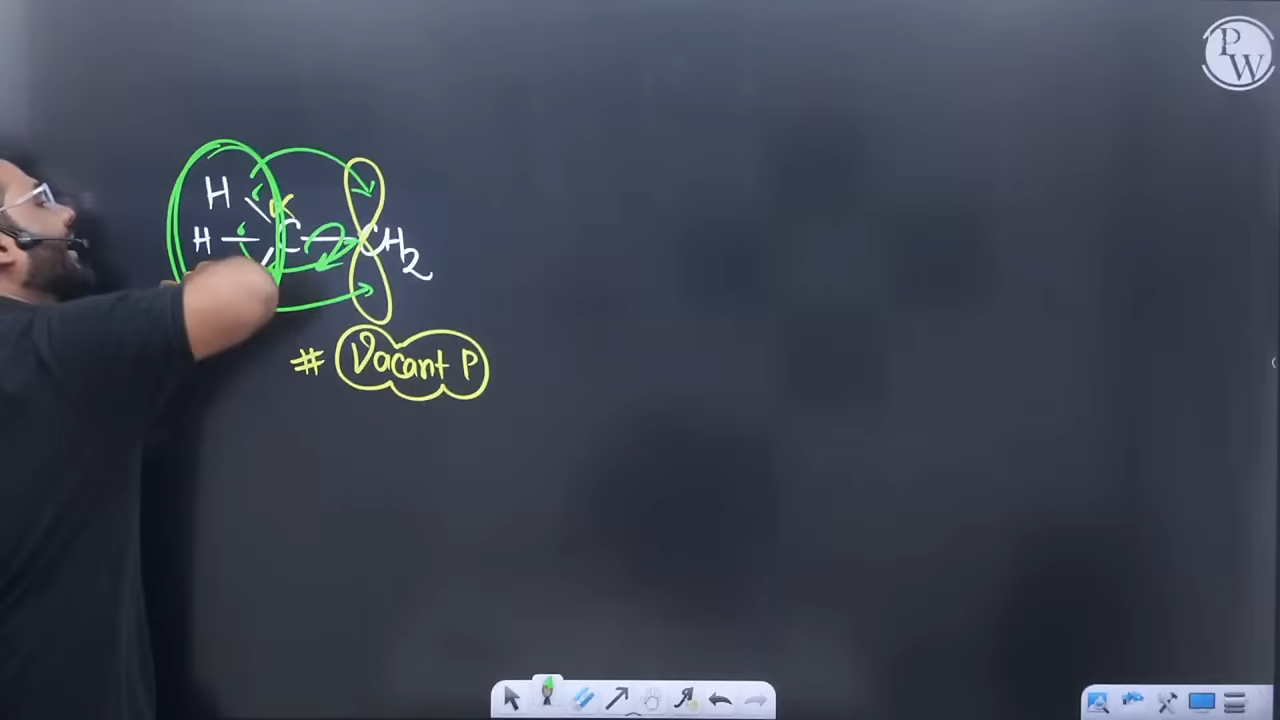 PW
H
α
H — C — CH2
# Vacant P